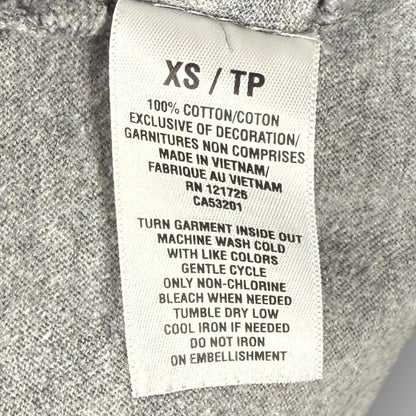 XS / TP
100% COTTON/COTON
EXCLUSIVE OF DECORATION/
GARNITURES NON COMPRISES
MADE IN VIETNAM/
FABRIQUE AU VIETNAM
RN 121726
CA53201
TURN GARMENT INSIDE OUT
MACHINE WASH COLD
WITH LIKE COLORS
GENTLE CYCLE
ONLY NON-CHLORINE
BLEACH WHEN NEEDED
TUMBLE DRY LOW
COOL IRON IF NEEDED
DO NOT IRON
ON EMBELLISHMENT